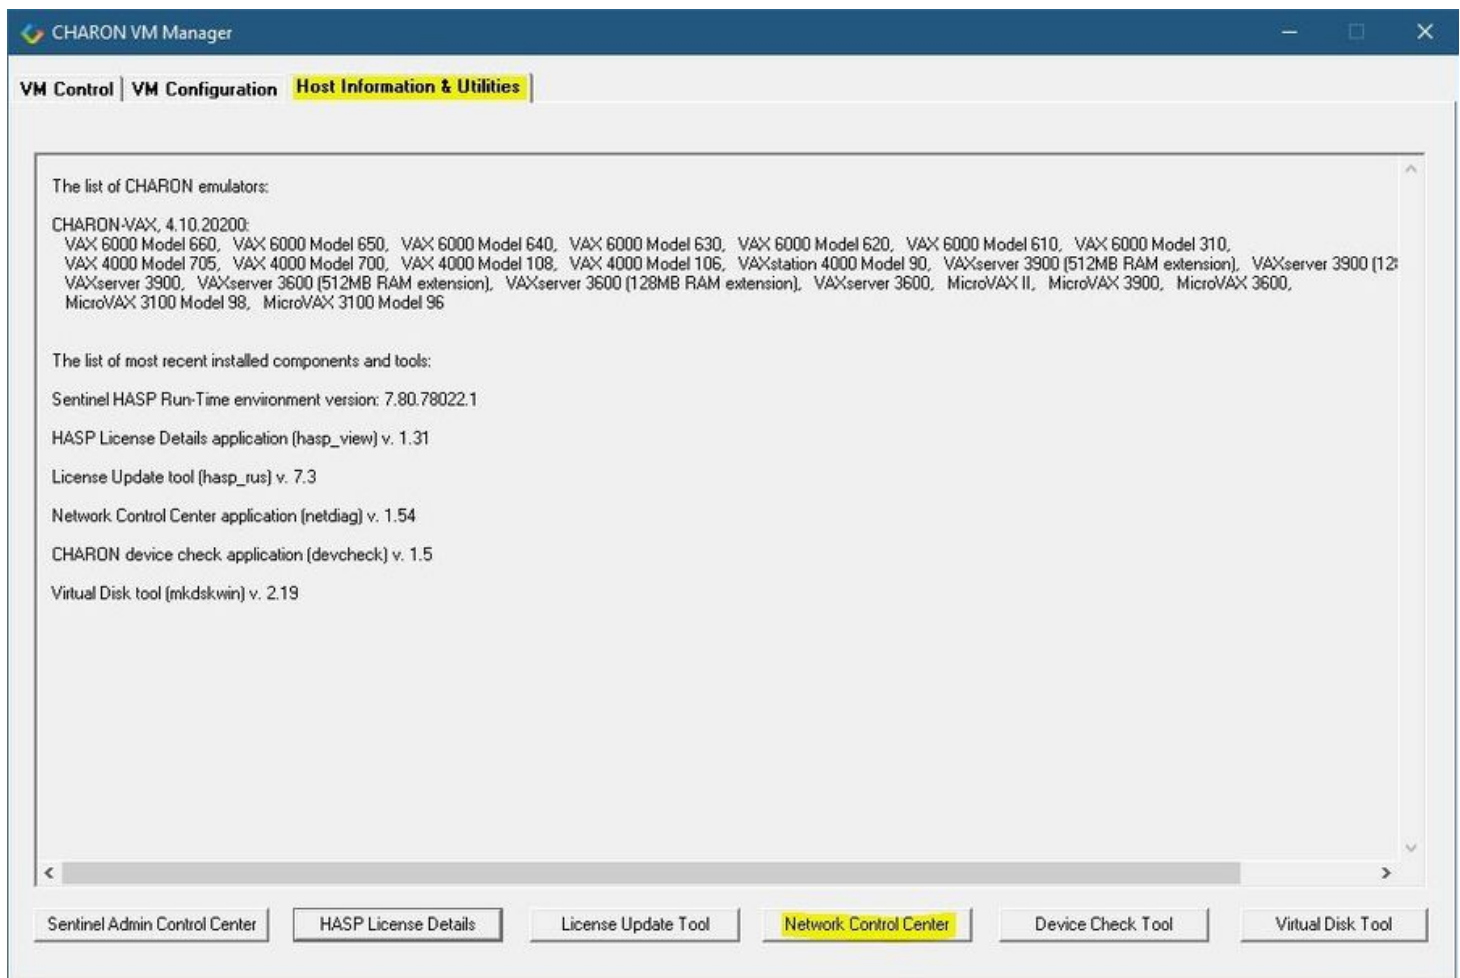 CHARON VM Manager
VM Control VM Configuration Host Information & Utilities
The list of CHARON emulators:
CHARON-VAX, 4.10.20200:
VAX 6000 Model 660, VAX 6000 Model 650, VAX 6000 Model 640, VAX 6000 Model 630, VAX 6000 Model 620, VAX 6000 Model 610, VAX 6000 Model 310,
VAX 4000 Model 705, VAX 4000 Model 700, VAX 4000 Model 108, VAX 4000 Model 106, VAXstation 4000 Model 90, VAXserver 3900 (512MB RAM extension), VAXserver 3900 (12
VAXserver 3900, VAXserver 3600 (512MB RAM extension), VAXserver 3600 (128MB RAM extension), VAXserver 3600, MicroVAX II, MicroVAX 3900, MicroVAX 3600,
MicroVAX 3100 Model 98, MicroVAX 3100 Model 96
The list of most recent installed components and tools:
Sentinel HASP Run-Time environment version: 7.80.78022.1
HASP License Details application (hasp_view) v. 1.31
License Update tool (hasp_rus) v. 7.3
Network Control Center application (netdiag) v. 1.54
CHARON device check application (devcheck) v. 1.5
Virtual Disk tool (mkdskwin) v. 2.19
Sentinel Admin Control Center HASP License Details License Update Tool Network Control Center Device Check Tool Virtual Disk Tool